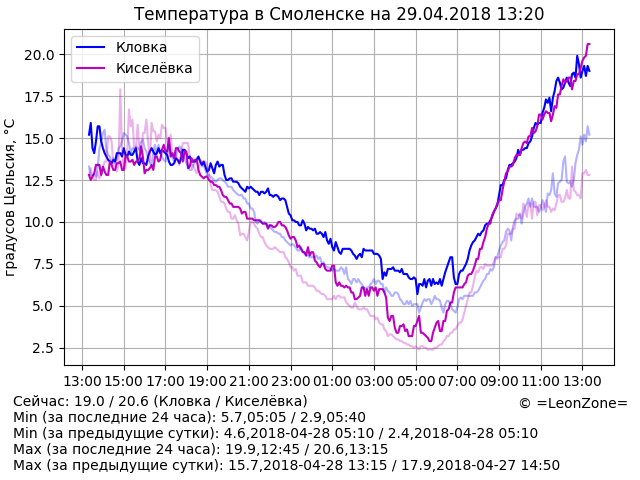 Температура в Смоленске на 29.04.2018 13:20
Кловка
Киселёвка
градусов Цельсия, °C
20.0
17.5
15.0
12.5
10.0
7.5
5.0
2.5
13:00 15:00 17:00 19:00 21:00 23:00 01:00 03:00 05:00 07:00 09:00 11:00 13:00
Сейчас: 19.0 / 20.6 (Кловка / Киселёвка)
© =LeonZone=
Min (за последние 24 часа): 5.7,05:05 / 2.9,05:40
Min (за предыдущие сутки): 4.6,2018-04-28 05:10 / 2.4,2018-04-28 05:10
Max (за последние 24 часа): 19.9,12:45 / 20.6,13:15
Max (за предыдущие сутки): 15.7,2018-04-28 13:15 / 17.9,2018-04-27 14:50